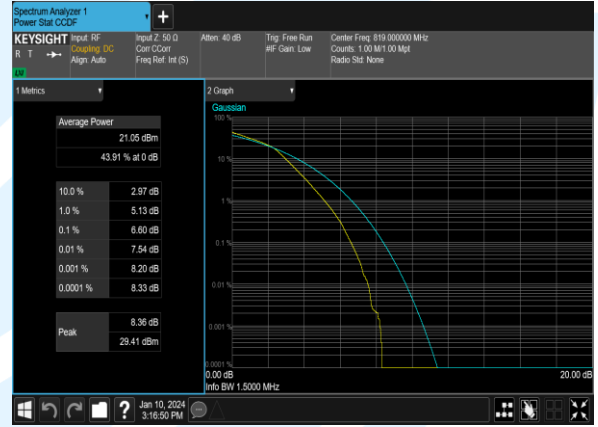 Spectrum Analyzer 1
Power Stat CCDF
KEYSIGHT
R T
LNI
Input: RF
Coupling: DC
Align: Auto
Input Z: 50 Ω
Corr CCorr
Freq Ref: Int (S)
Atten: 40 dB
Trig: Free Run
#IF Gain: Low
Center Freq: 819.000000 MHz
Counts: 1.00 M/1.00 Mpt
Radio Std: None
1 Metrics
Average Power
21.05 dBm
43.91 % at 0 dB
10.0 % 2.97 dB
1.0 % 5.13 dB
0.1 % 6.60 dB
0.01 % 7.54 dB
0.001 % 8.20 dB
0.0001 % 8.33 dB
Peak
8.36 dB
29.41 dBm
2 Graph
Gaussian
100 %
10 %
1 %
0.1 %
0.01 %
0.001 %
0.0001 %
0.00 dB
20.00 dB
Info BW 1.5000 MHz
?
Jan 10, 2024
3:16:50 PM